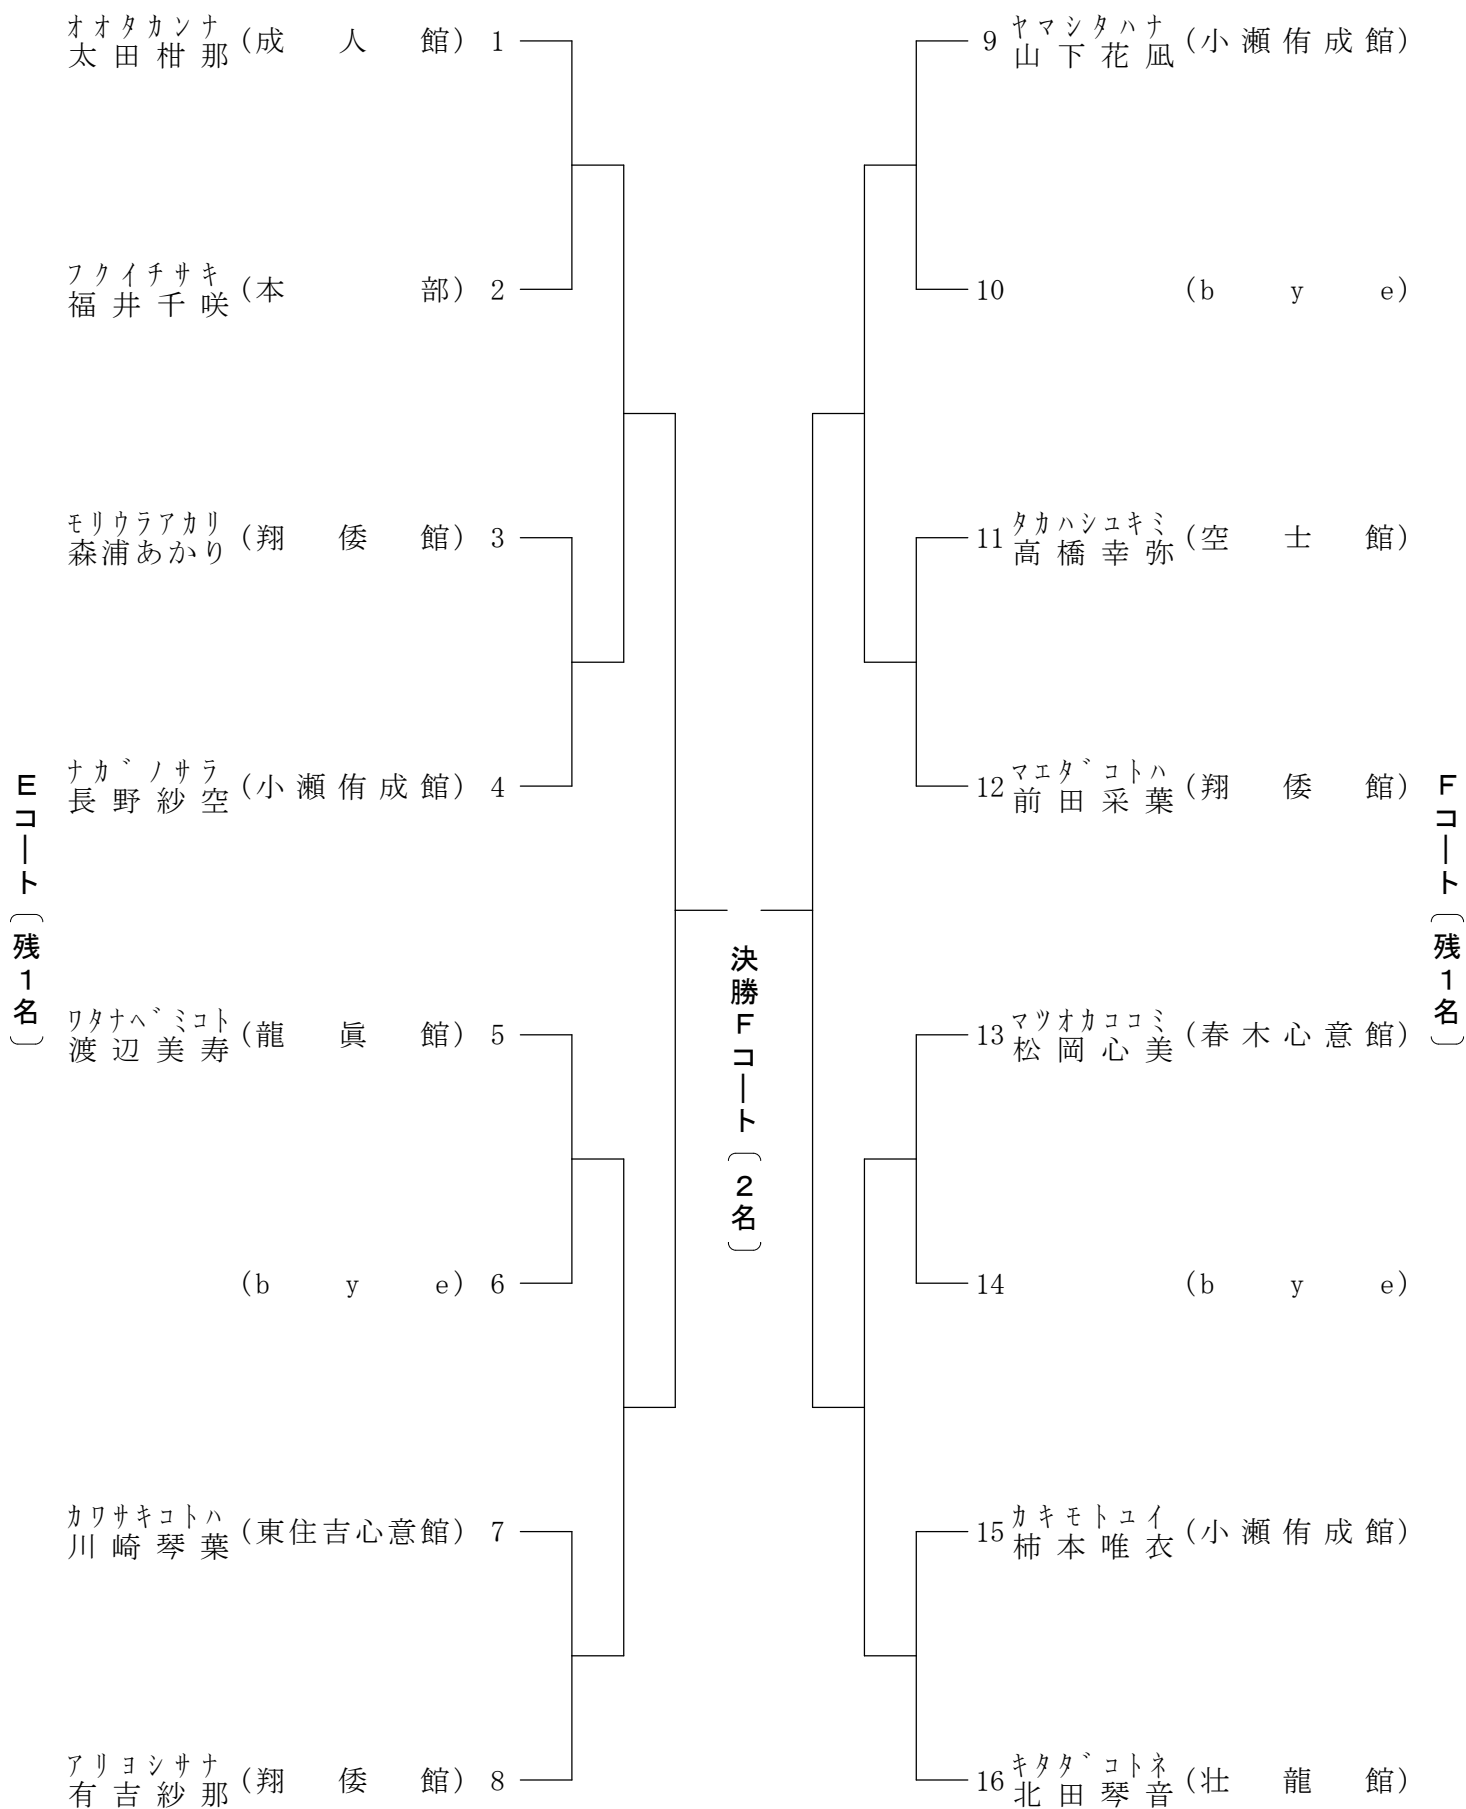 Eコート〔残1名〕
オオタカンナ
太田柑那(成人館) 1
フクイチサキ
福井千咲(本部) 2
モリウラアカリ
森浦あかり(翔倭館) 3
ナガノサラ
長野紗空(小瀬侑成館) 4
ワタナベミコト
渡辺美寿(龍眞館) 5
(bye) 6
カワサキコトハ
川崎琴葉(東住吉心意館) 7
アリヨシサナ
有吉紗那(翔倭館) 8
決勝Fコート〔2名〕
ヤマシタハナ
9 山下花凪(小瀬侑成館)
10 (bye)
タカハシユキミ
11 高橋幸弥(空士館)
マエダコトハ
12 前田采葉(翔倭館)
マツオカココミ
13 松岡心美(春木心意館)
14 (bye)
カキモトユイ
15 柿本唯衣(小瀬侑成館)
キタダコトネ
16 北田琴音(壮龍館)
Fコート〔残1名〕